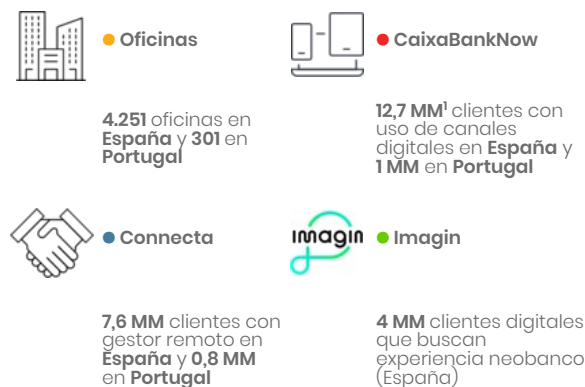 Oficinas
4.251 oficinas en
España y 301 en
Portugal
CaixaBankNow
12,7 MM¹ clientes con
uso de canales
digitales en España y
1 MM en Portugal
Connecta
7,6 MM clientes con
gestor remoto en
España y 0,8 MM
en Portugal
imagin
Imagin
4 MM clientes digitales
que buscan
experiencia neobanco
(España)